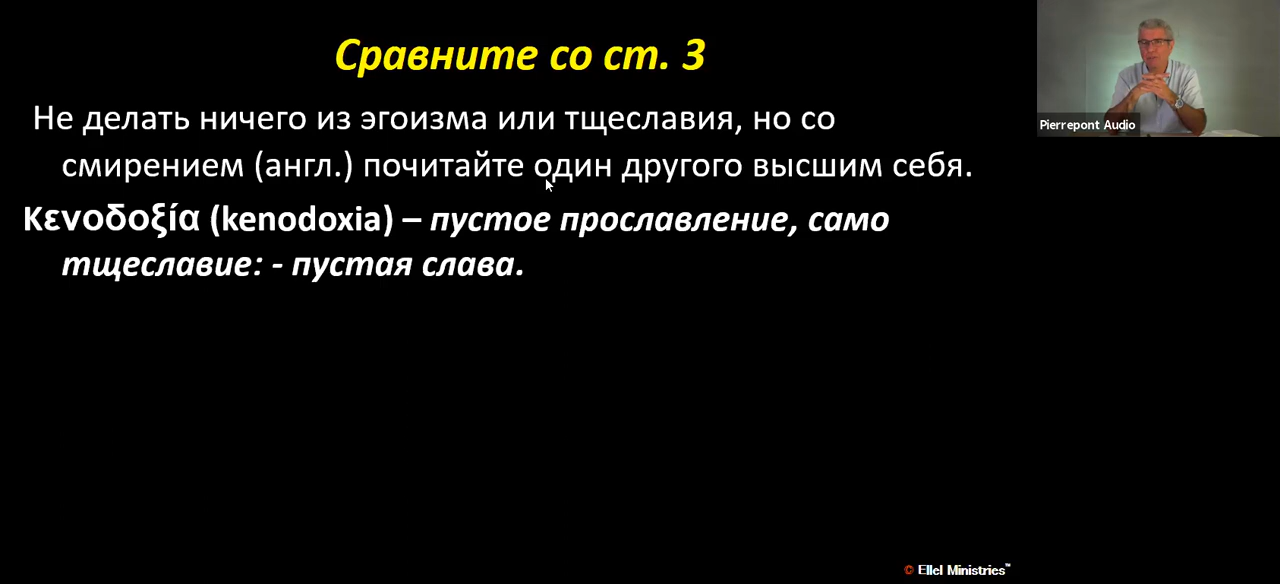 Сравните со ст. 3
Не делать ничего из эгоизма или тщеславия, но со
смирением (англ.) почитайте один другого высшим себя.
Κενοδοξία (kenodoxia) – пустое прославление, само
тщеславие: - пустая слава.
Pierrepont Audio
© Ellel Ministries™